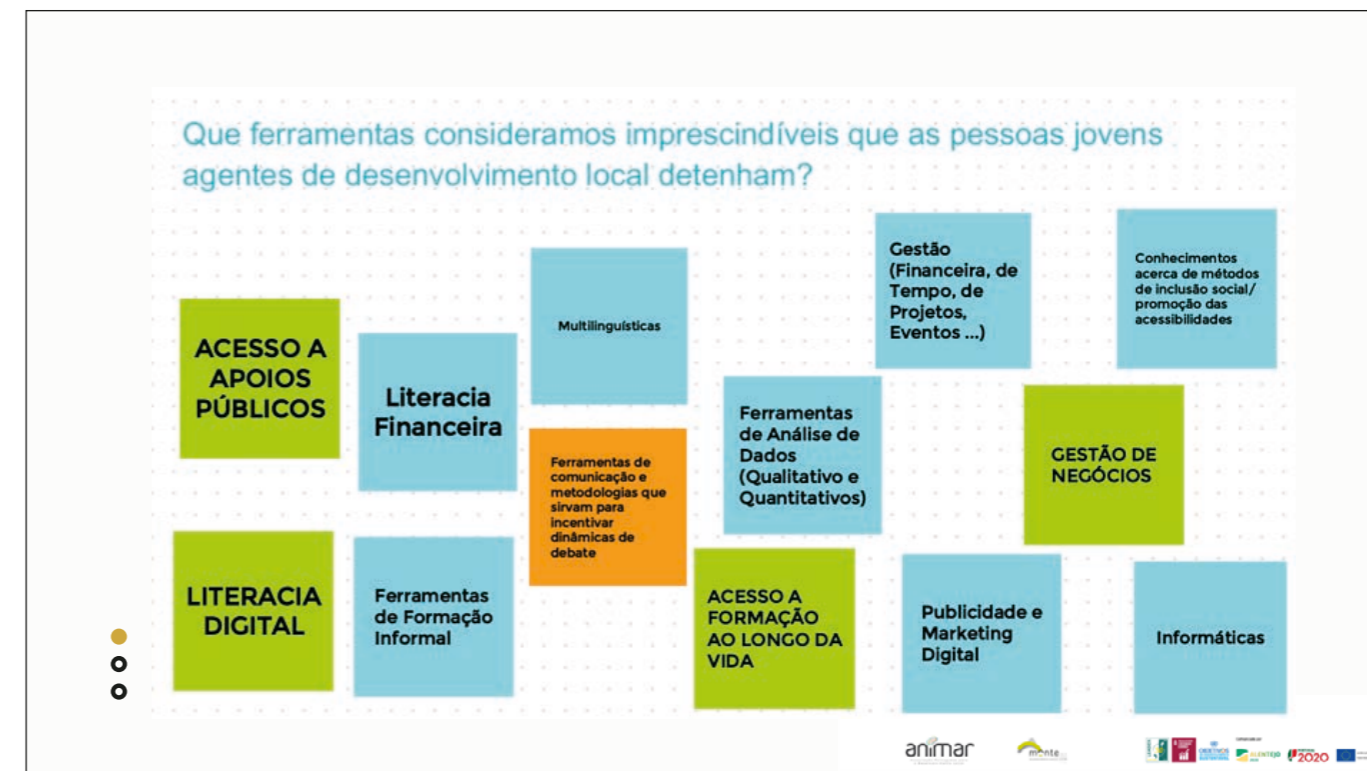 Que ferramentas consideramos imprescindíveis que as pessoas jovens
agentes de desenvolvimento local detenham?
ACESSO A
APOIOS
PÚBLICOS
Literacia
Financeira
Multilinguísticas
Gestão
(Financeira, de
Tempo, de
Projetos,
Eventos ...)
Conhecimentos
acerca de métodos
de inclusão social/
promoção das
acessibilidades
Ferramentas de
comunicação e
metodologias que
sirvam para
incentivar
dinâmicas de
debate
Ferramentas
de Análise de
Dados
(Qualitativo e
Quantitativos)
GESTÃO DE
NEGÓCIOS
LITERACIA
DIGITAL
Ferramentas
de Formação
Informal
ACESSO A
FORMAÇÃO
AO LONGO DA
VIDA
Publicidade e
Marketing
Digital
Informáticas
animar
monte
OBJETIVOS
ALENTEJO
2020